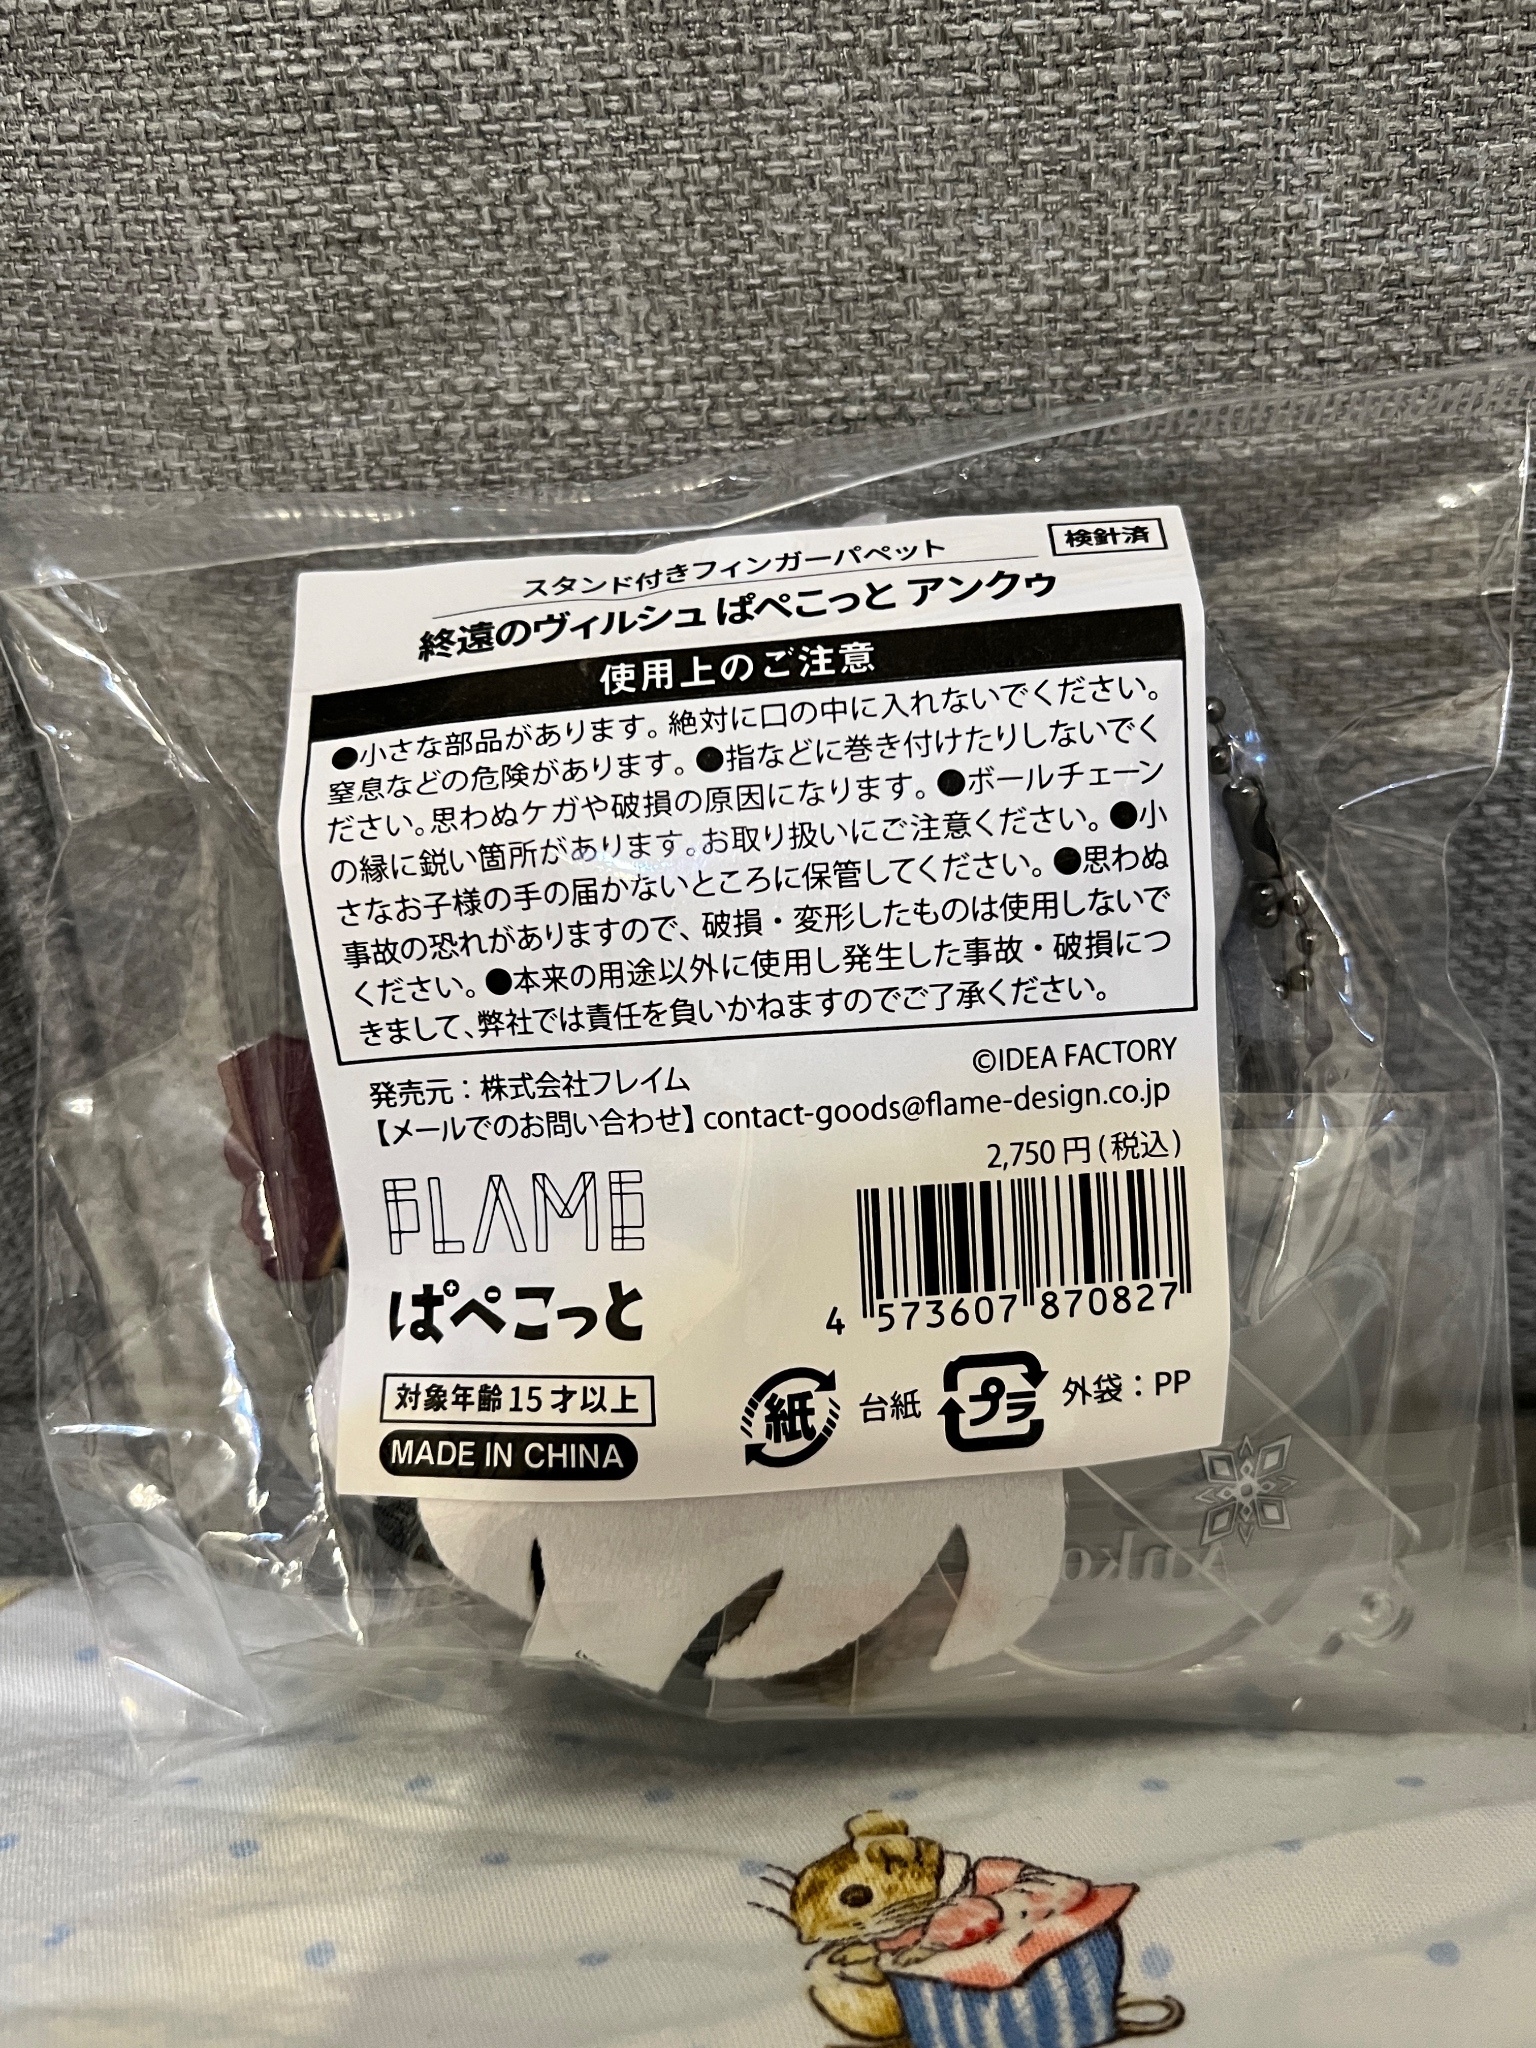 検針済
スタンド付きフィンガーパペット
終遠のヴィルシュ ぱぺこっと アンクゥ
使用上のご注意
●小さな部品があります。絶対に口の中に入れないでください。
窒息などの危険があります。●指などに巻き付けたりしないでく
ださい。思わぬケガや破損の原因になります。●ボールチェーン
の縁に鋭い箇所があります。お取り扱いにご注意ください。●小
さなお子様の手の届かないところに保管してください。●思わぬ
事故の恐れがありますので、破損・変形したものは使用しないで
ください。●本来の用途以外に使用し発生した事故・破損につ
きまして、弊社では責任を負いかねますのでご了承ください。
©IDEA FACTORY
発売元：株式会社フレイム
【メールでのお問い合わせ】contact-goods@flame-design.co.jp
2,750円(税込)
FLAME
ぱぺこっと
4 573607 870827
対象年齢15才以上
MADE IN CHINA
紙 台紙 プラ 外袋：PP